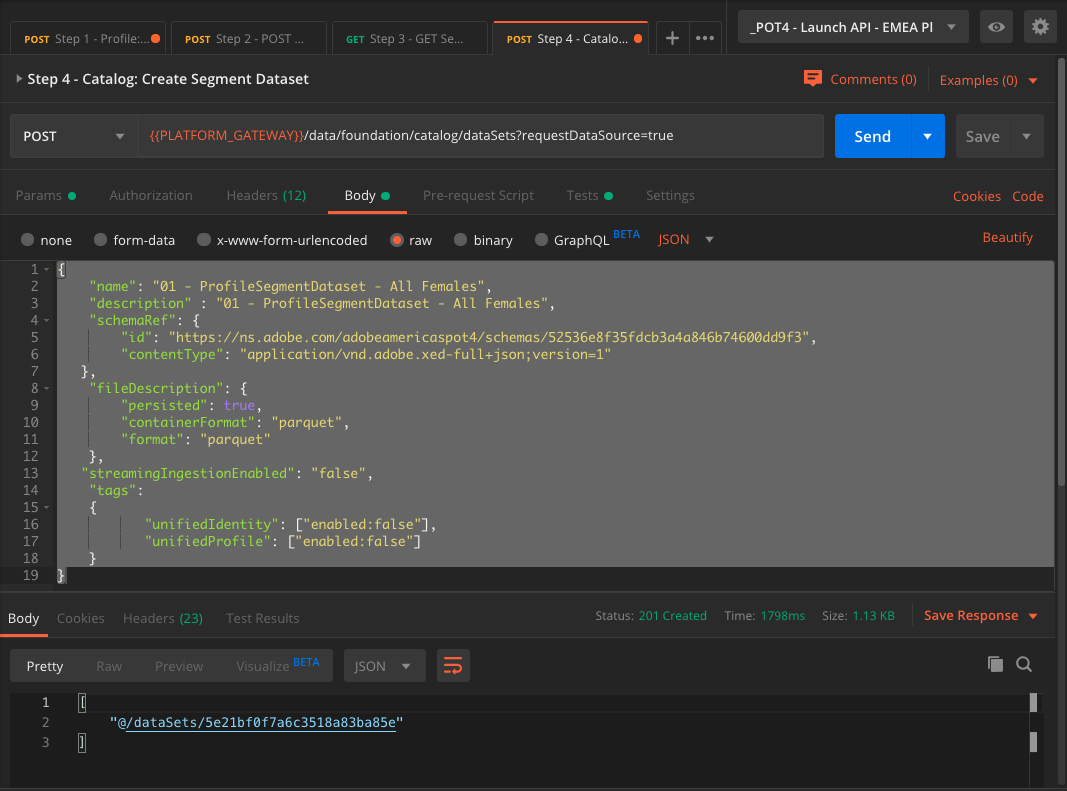 POST Step 1 - Profile:... POST Step 2 - POST ... GET Step 3 - GET Se... POST Step 4 - Catalo... + ••• _POT4 - Launch API - EMEA Pl
Step 4 - Catalog: Create Segment Dataset Comments (0) Examples (0)
POST {{PLATFORM_GATEWAY}}/data/foundation/catalog/dataSets?requestDataSource=true Send Save
Params Authorization Headers (12) Body Pre-request Script Tests Settings Cookies Code
none form-data x-www-form-urlencoded raw binary GraphQL BETA JSON Beautify
1 {
2 "name": "01 - ProfileSegmentDataset - All Females",
3 "description" : "01 - ProfileSegmentDataset - All Females",
4 "schemaRef": {
5 "id": "https://ns.adobe.com/adobeamericaspot4/schemas/52536e8f35fdcb3a4a846b74600dd9f3",
6 "contentType": "application/vnd.adobe.xed-full+json;version=1"
7 },
8 "fileDescription": {
9 "persisted": true,
10 "containerFormat": "parquet",
11 "format": "parquet"
12 },
13 "streamingIngestionEnabled": "false",
14 "tags":
15 {
16 "unifiedIdentity": ["enabled:false"],
17 "unifiedProfile": ["enabled:false"]
18 }
19 }
Body Cookies Headers (23) Test Results Status: 201 Created Time: 1798ms Size: 1.13 KB Save Response
Pretty Raw Preview Visualize BETA JSON
1 [
2 "@/dataSets/5e21bf0f7a6c3518a83ba85e"
3 ]